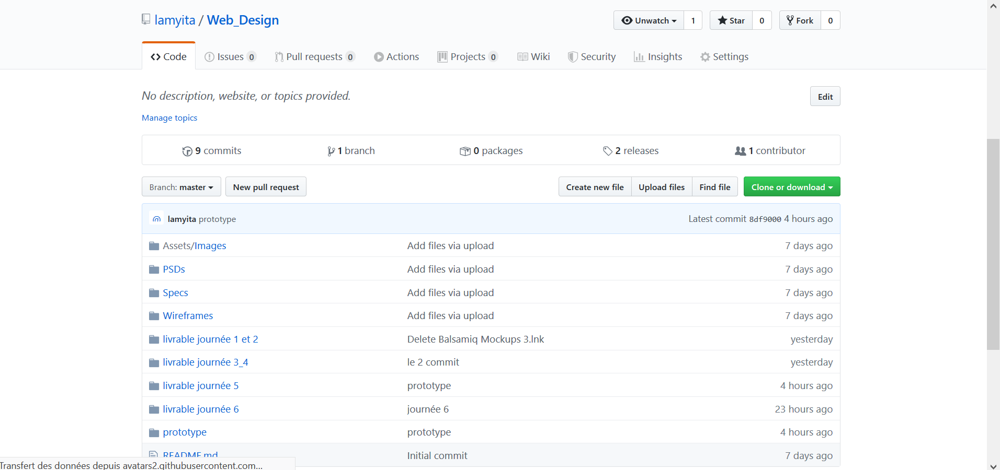 lamyita / Web_Design
Unwatch 1 Star 0 Fork 0
Code Issues 0 Pull requests 0 Actions Projects 0 Wiki Security Insights Settings
No description, website, or topics provided.
Edit
Manage topics
9 commits 1 branch 0 packages 2 releases 1 contributor
Branch: master New pull request Create new file Upload files Find file Clone or download
lamyita prototype Latest commit 8df9000 4 hours ago
Assets/Images Add files via upload 7 days ago
PSDs Add files via upload 7 days ago
Specs Add files via upload 7 days ago
Wireframes Add files via upload 7 days ago
livrable journée 1 et 2 Delete Balsamiq Mockups 3.lnk yesterday
livrable journée 3_4 le 2 commit yesterday
livrable journée 5 prototype 4 hours ago
livrable journée 6 journée 6 23 hours ago
prototype prototype 4 hours ago
README.md Initial commit 7 days ago
Transfert des données depuis avatars2.githubusercontent.com...